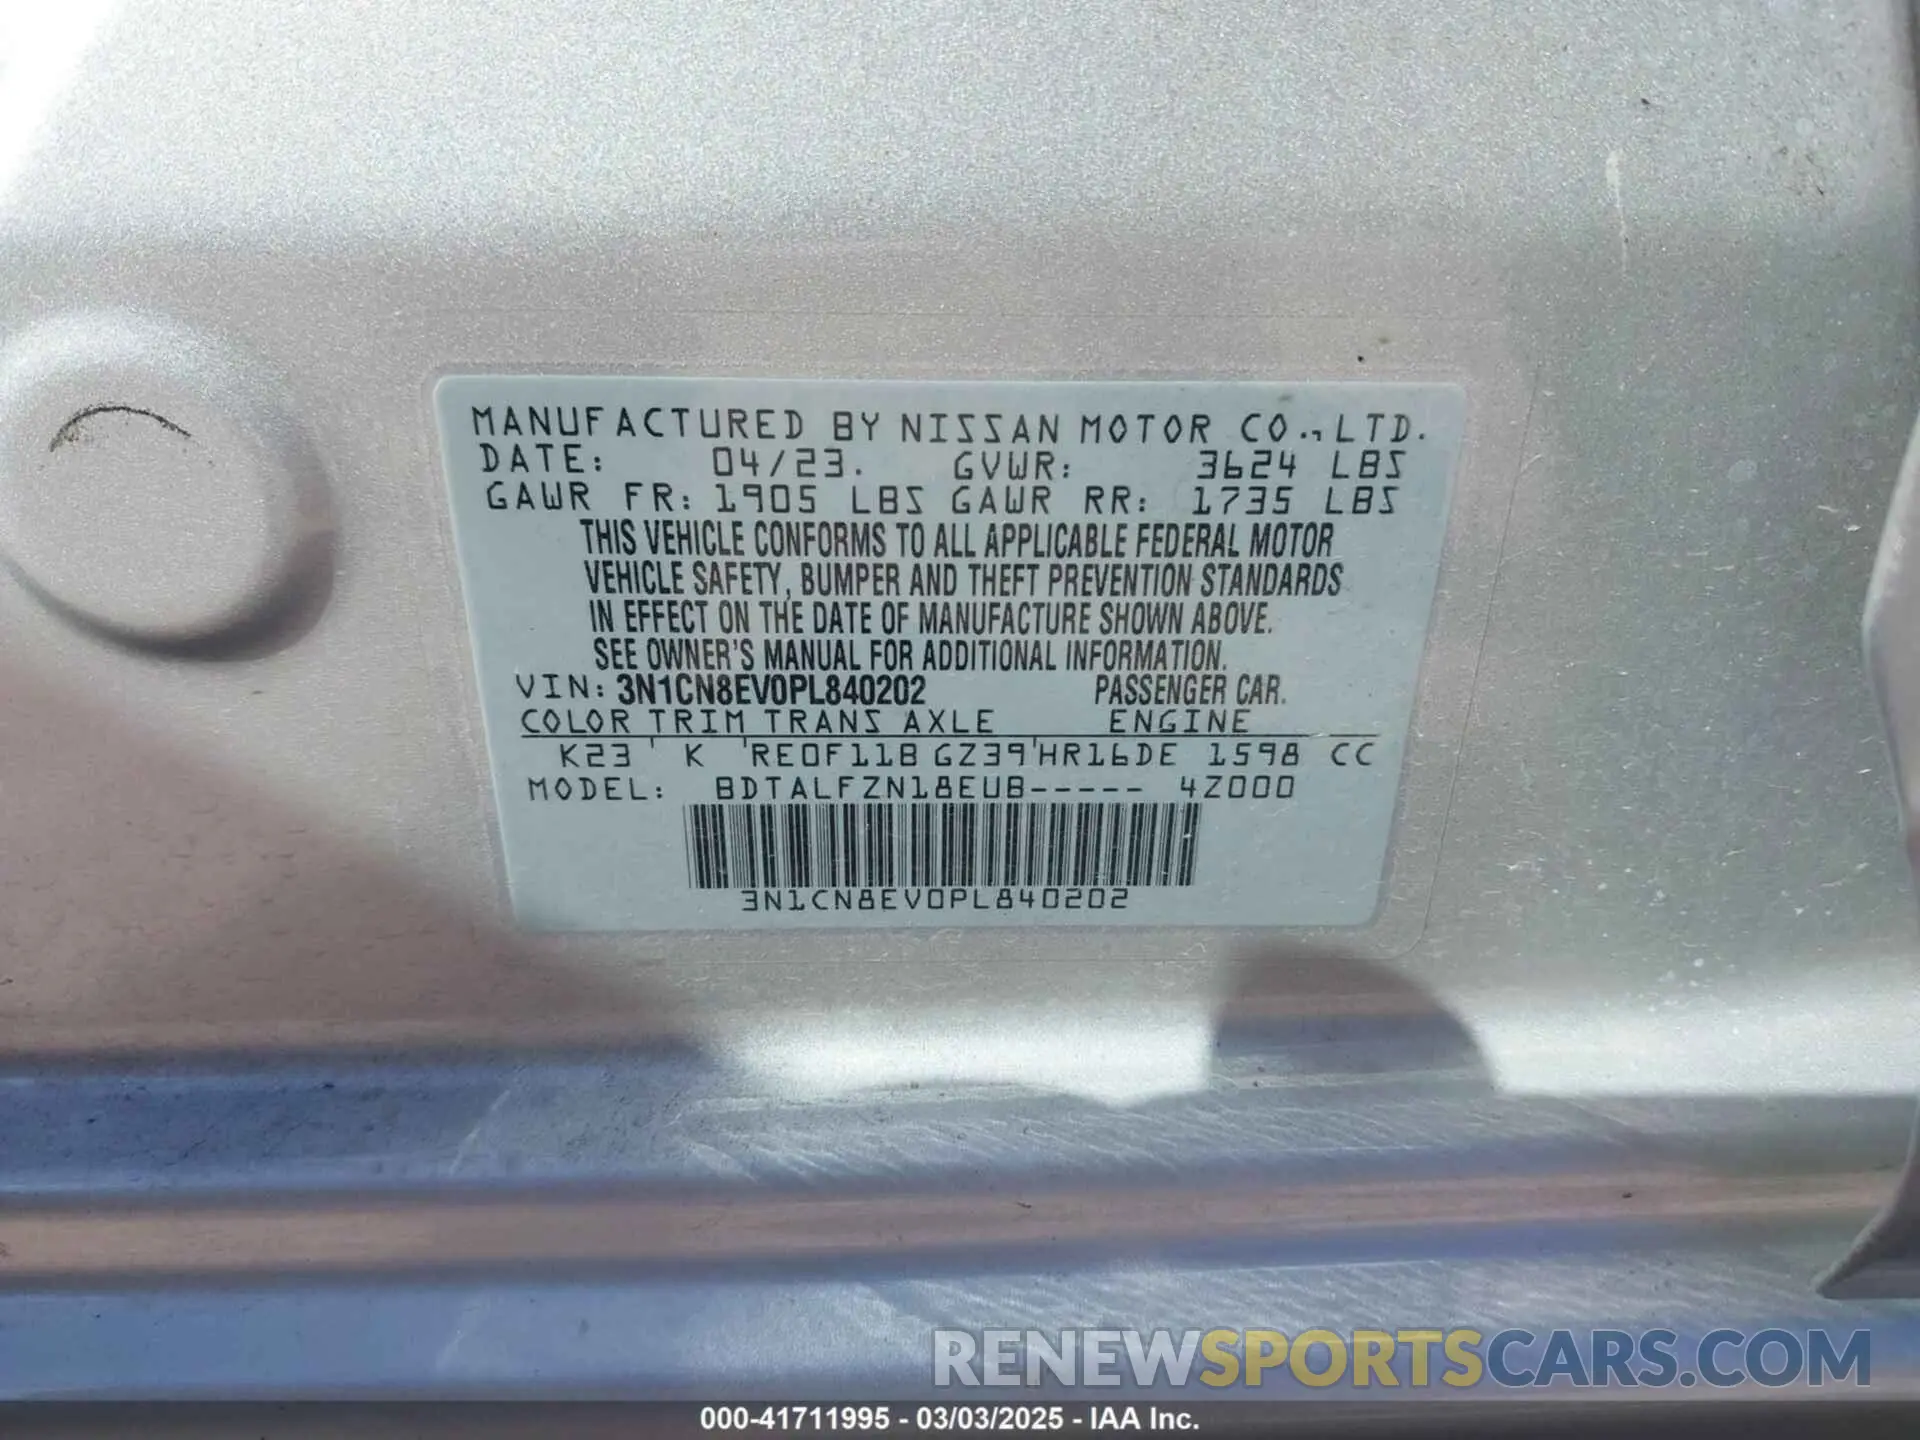 MANUFACTURED BY NISSAN MOTOR CO., LTD.
DATE: 04/23. GVWR: 3624 LBS
GAWR FR: 1905 LBS GAWR RR: 1735 LBS
THIS VEHICLE CONFORMS TO ALL APPLICABLE FEDERAL MOTOR
VEHICLE SAFETY, BUMPER AND THEFT PREVENTION STANDARDS
IN EFFECT ON THE DATE OF MANUFACTURE SHOWN ABOVE.
SEE OWNER'S MANUAL FOR ADDITIONAL INFORMATION.
VIN: 3N1CN8EV0PL840202 PASSENGER CAR.
COLOR TRIM TRANS AXLE ENGINE
K23 ' K 'RE0F11B GZ39'HR16DE 1598 CC
MODEL: BDTALFZN18EUB----- 4Z000
3N1CN8EV0PL840202
RENEWSPORTSCARS.COM
000-41711995 - 03/03/2025 - IAA Inc.